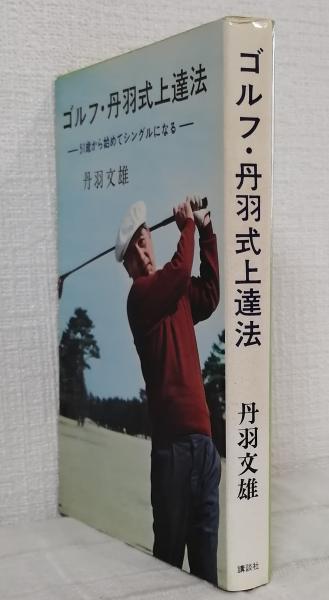 ゴルフ・丹羽式上達法
―51歳から始めてシングルになる―
丹羽文雄
ゴルフ・丹羽式上達法
丹羽文雄
講談社